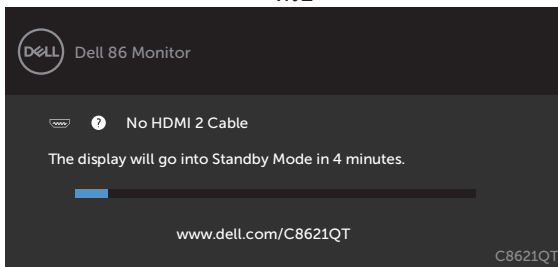 DELL
Dell 86 Monitor
? No HDMI 2 Cable
The display will go into Standby Mode in 4 minutes.
www.dell.com/C8621QT
C8621QT